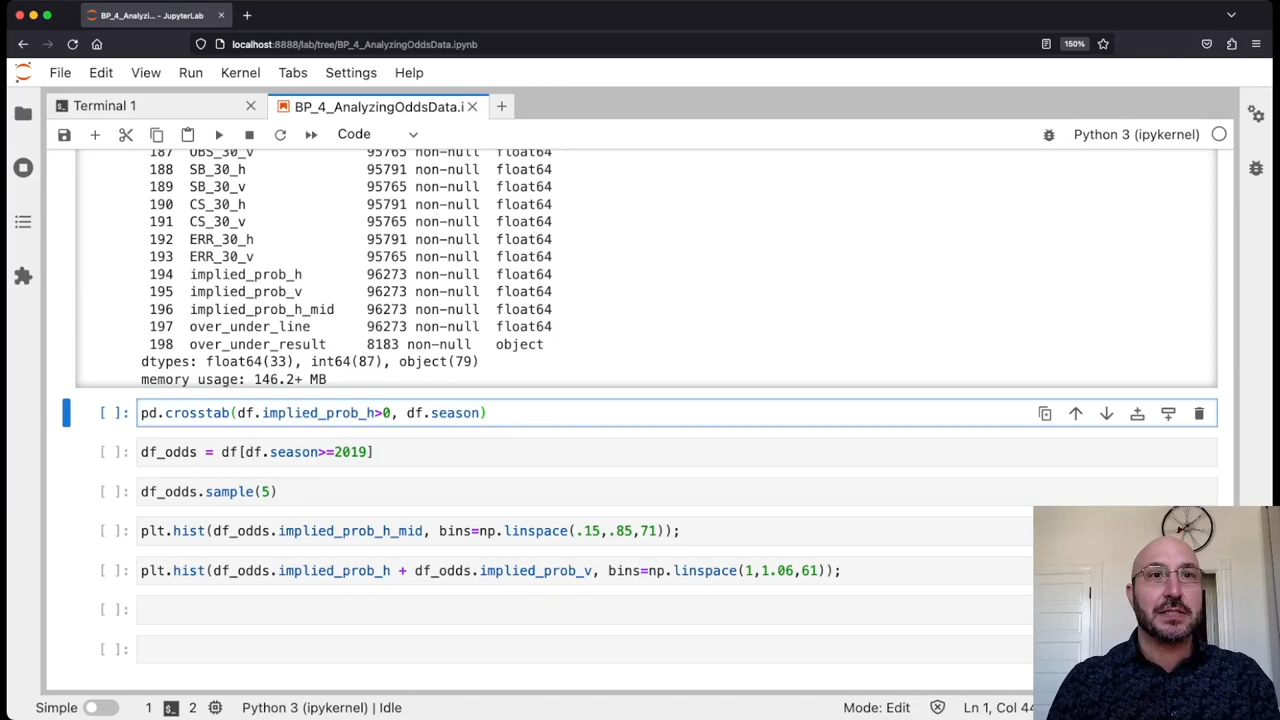 BP_4_Analyzi... - JupyterLab
localhost:8888/lab/tree/BP_4_AnalyzingOddsData.ipynb
150%
File Edit View Run Kernel Tabs Settings Help
Terminal 1
BP_4_AnalyzingOddsData.i
Code
Python 3 (ipykernel)
187 OBS_30_v 95765 non-null float64
188 SB_30_h 95791 non-null float64
189 SB_30_v 95765 non-null float64
190 CS_30_h 95791 non-null float64
191 CS_30_v 95765 non-null float64
192 ERR_30_h 95791 non-null float64
193 ERR_30_v 95765 non-null float64
194 implied_prob_h 96273 non-null float64
195 implied_prob_v 96273 non-null float64
196 implied_prob_h_mid 96273 non-null float64
197 over_under_line 96273 non-null float64
198 over_under_result 8183 non-null object
dtypes: float64(33), int64(87), object(79)
memory usage: 146.2+ MB
[ ]: pd.crosstab(df.implied_prob_h>0, df.season)
[ ]: df_odds = df[df.season>=2019]
[ ]: df_odds.sample(5)
[ ]: plt.hist(df_odds.implied_prob_h_mid, bins=np.linspace(.15,.85,71));
[ ]: plt.hist(df_odds.implied_prob_h + df_odds.implied_prob_v, bins=np.linspace(1,1.06,61));
[ ]:
[ ]:
Simple 1 2 Python 3 (ipykernel) | Idle Mode: Edit Ln 1, Col 44